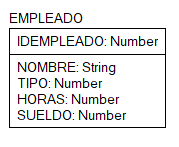 EMPLEADO
IDEMPLEADO: Number
NOMBRE: String
TIPO: Number
HORAS: Number
SUELDO: Number